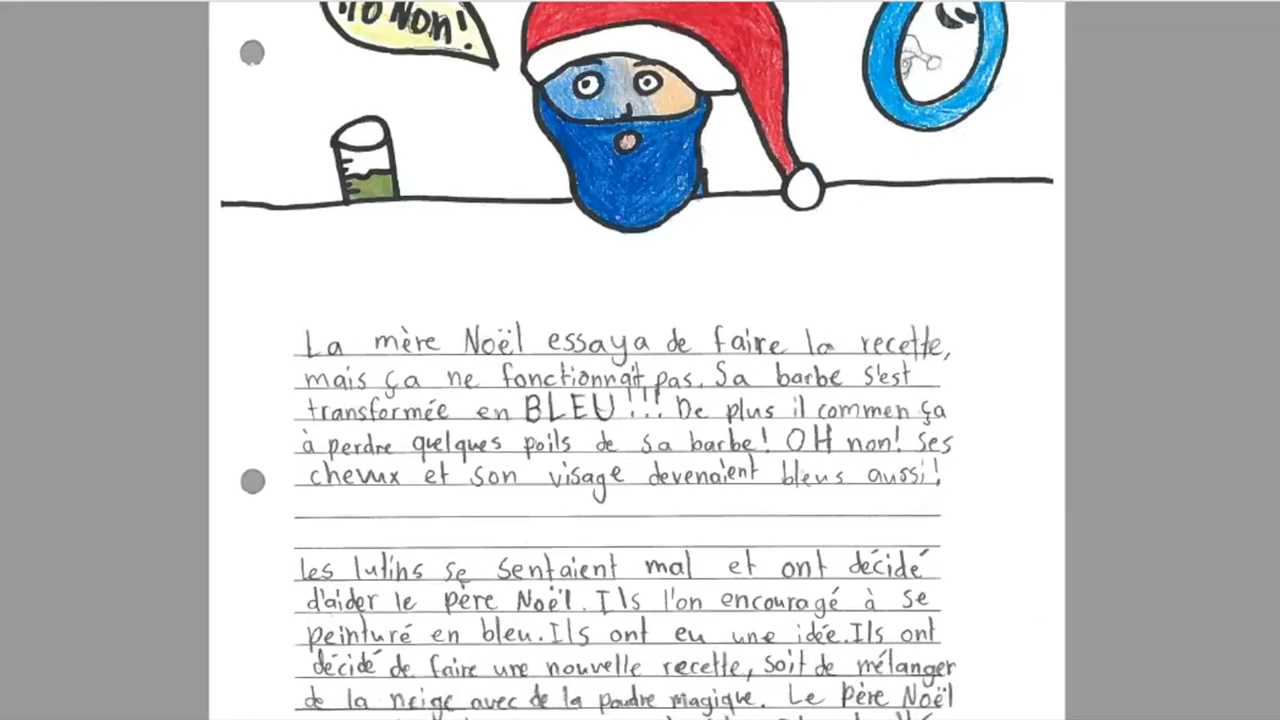 HO NON!
La mère Noël essaya de faire la recette,
mais ça ne fonctionnait pas. Sa barbe s'est
transformée en BLEU!!! De plus il commen ça
à perdre quelques poils de sa barbe! OH non! ses
chevux et son visage devenaient bleus aussi!
Les lutins se sentaient mal et ont décidé
d'aider le père Noël. Ils l'on encouragé à se
peinturé en bleu. Ils ont eu une idée. Ils ont
décidé de faire une nouvelle recette, soit de mélanger
de la neige avec de la poudre magique. Le Père Noël